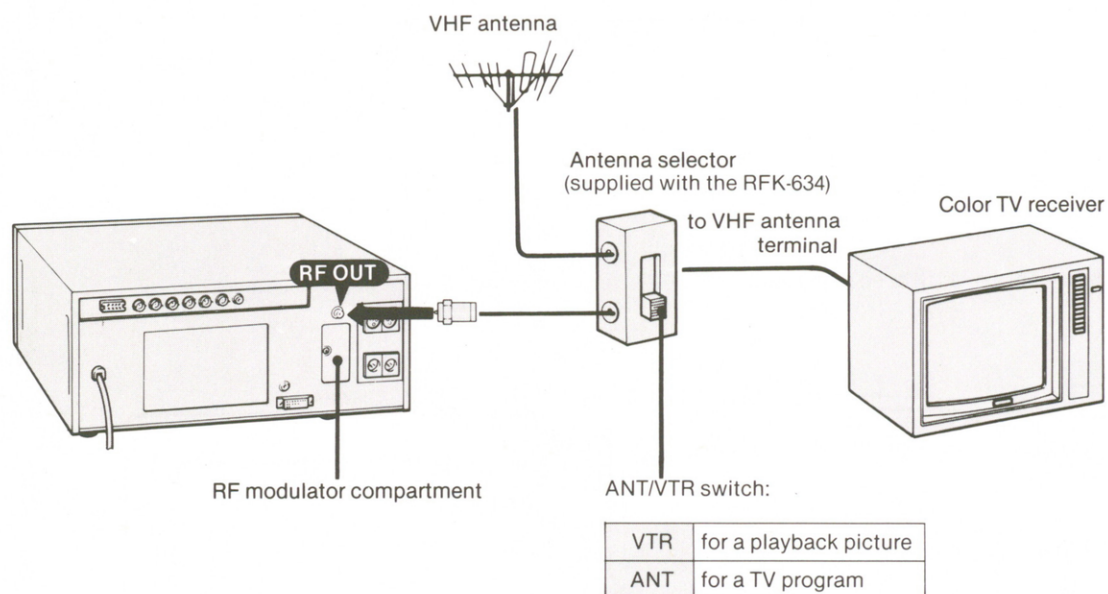 VHF antenna
Antenna selector
(supplied with the RFK-634)
to VHF antenna
terminal
Color TV receiver
RF OUT
RF modulator compartment
ANT/VTR switch:
VTR for a playback picture
ANT for a TV program